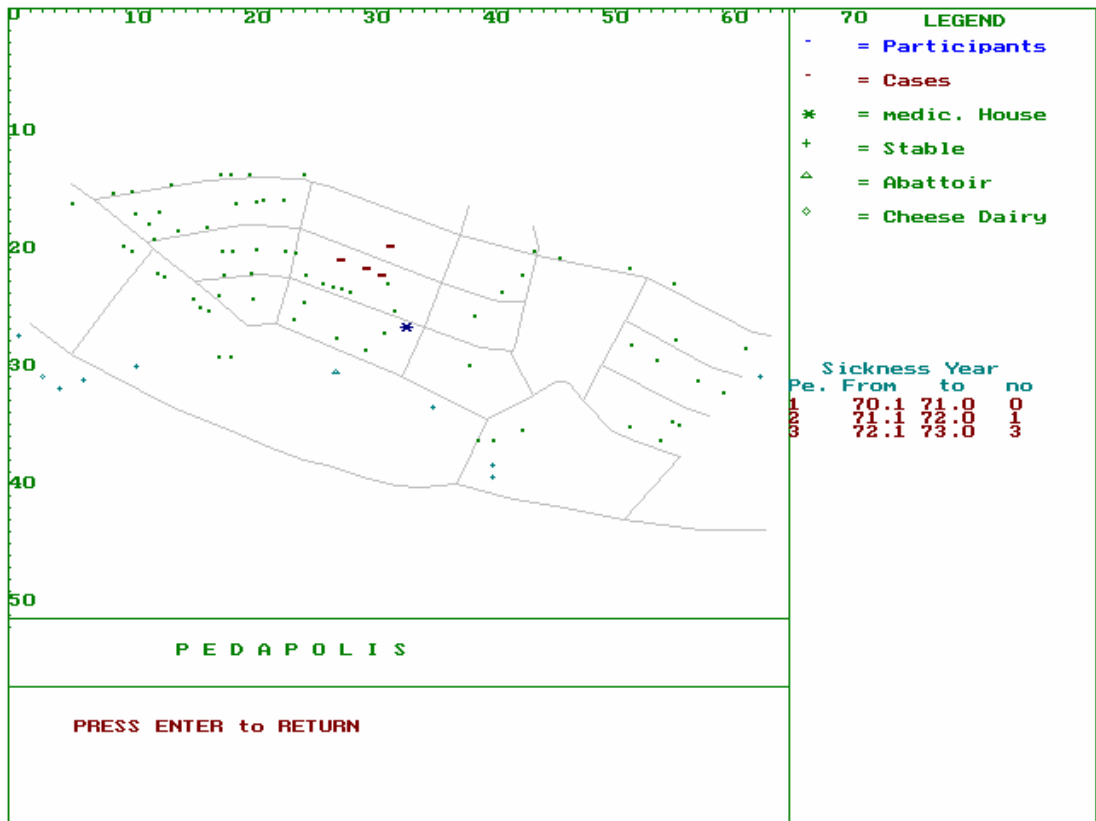 0 10 20 30 40 50 60 70
LEGEND
- = Participants
- = Cases
* = medic. House
+ = Stable
△ = Abattoir
◇ = Cheese Dairy
10
20
30
40
50
Sickness Year
Pe. From to no
1 70.1 71.0 0
2 71.1 72.0 1
3 72.1 73.0 3
P E D A P O L I S
PRESS ENTER to RETURN